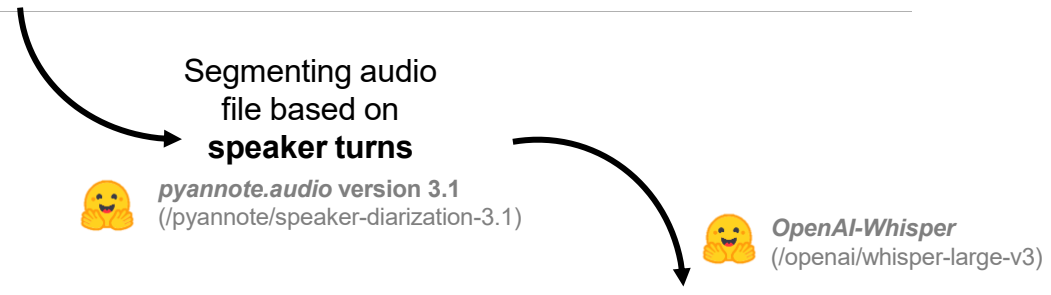 Segmenting audio
file based on
speaker turns
pyannote.audio version 3.1
(/pyannote/speaker-diarization-3.1)
OpenAI-Whisper
(/openai/whisper-large-v3)